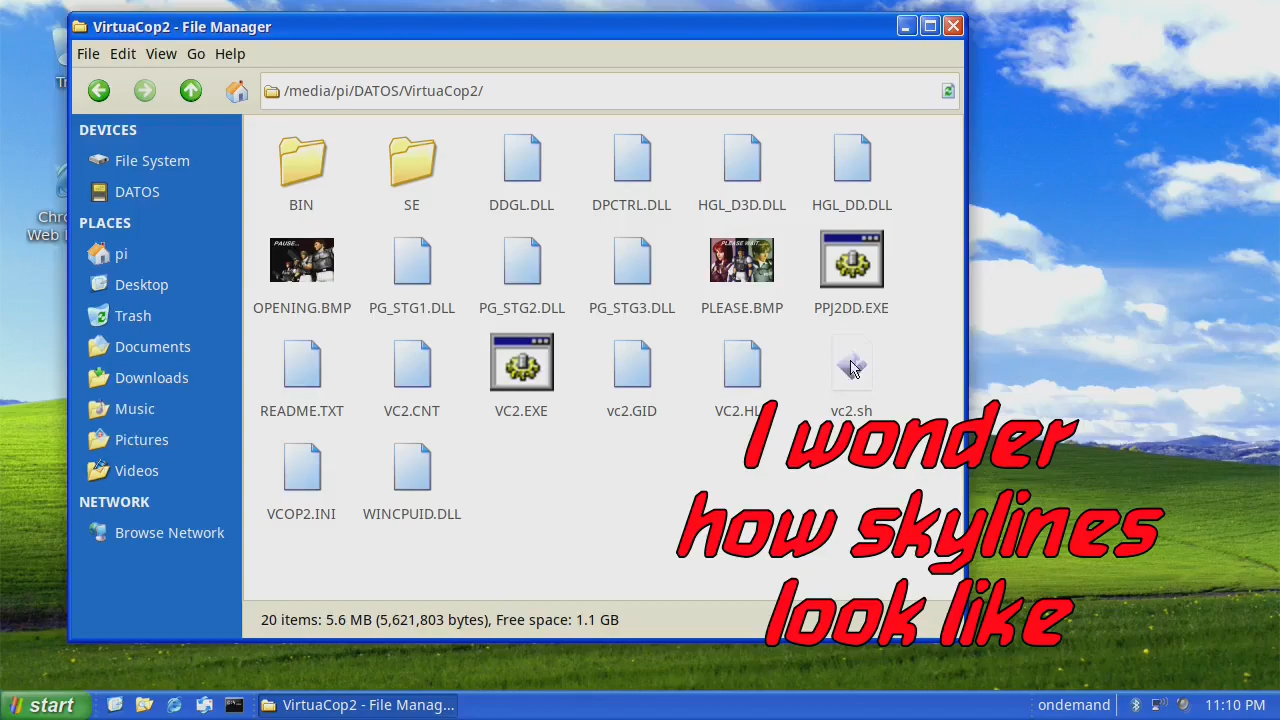 VirtuaCop2 - File Manager
File Edit View Go Help
/media/pi/DATOS/VirtuaCop2/
DEVICES
File System
DATOS
PLACES
pi
Desktop
Trash
Documents
Downloads
Music
Pictures
Videos
NETWORK
Browse Network
BIN SE DDGL.DLL DPCTRL.DLL HGL_D3D.DLL HGL_DD.DLL
PAUSE... PLEASE WAIT...
OPENING.BMP PG_STG1.DLL PG_STG2.DLL PG_STG3.DLL PLEASE.BMP PPJ2DD.EXE
README.TXT VC2.CNT VC2.EXE vc2.GID vc2.sh
VCOP2.INI WINCPUID.DLL
I wonder
how skylines
look like
20 items: 5.6 MB (5,621,803 bytes), Free space: 1.1 GB
start VirtuaCop2 - File Manag... ondemand 11:10 PM